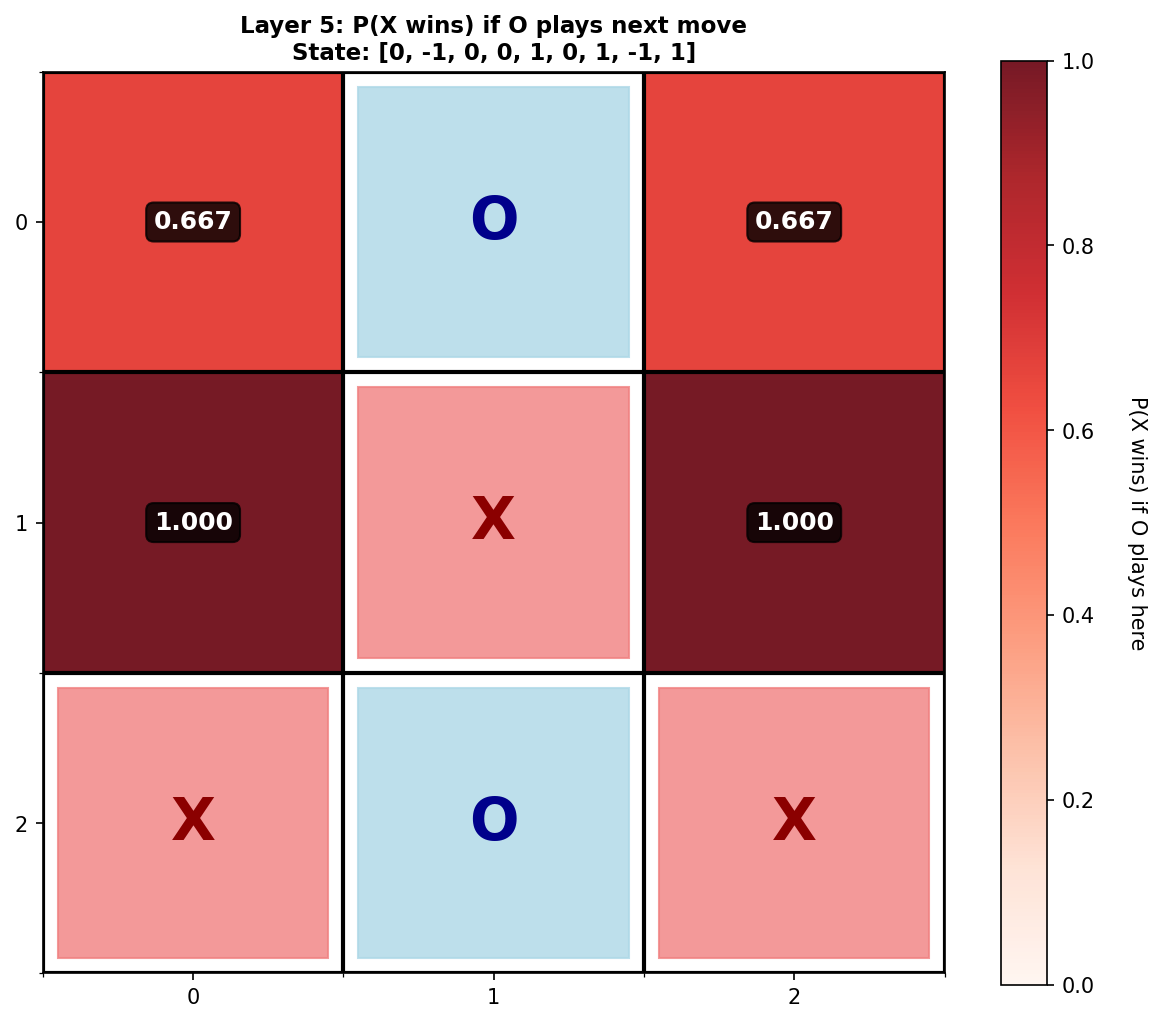 Layer 5: P(X wins) if O plays next move
State: [0, -1, 0, 0, 1, 0, 1, -1, 1]
0
0.667
O
0.667
1
1.000
X
1.000
2
X
O
X
0
1
2
1.0
0.8
0.6
0.4
0.2
0.0
P(X wins) if O plays here